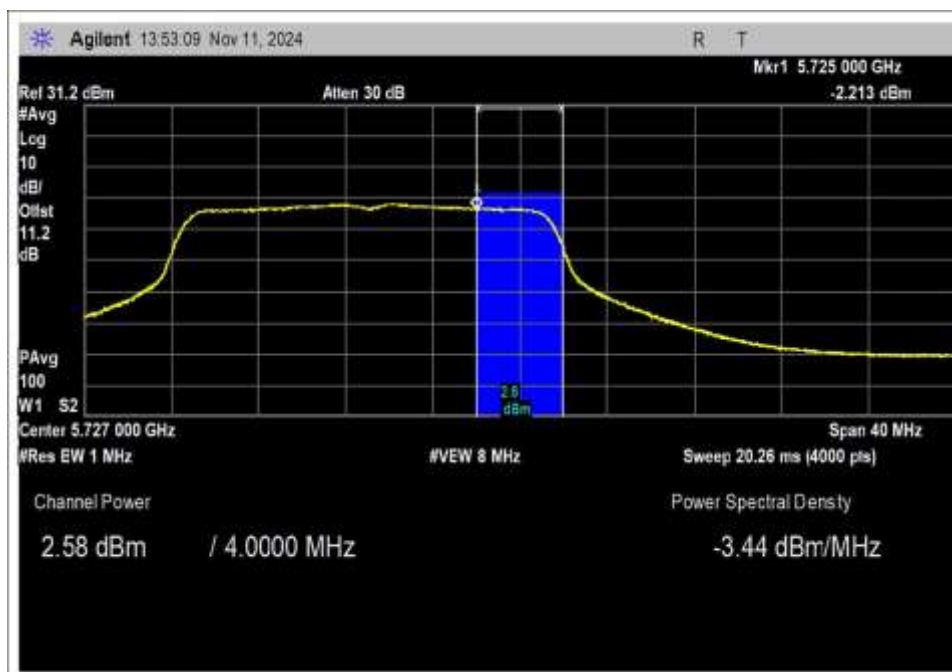 Agilent 13:53:09 Nov 11, 2024 R T
Mkr1 5.725 000 GHz
Ref 31.2 dBm Atten 30 dB -2.213 dBm
#Avg
Log
10
dB/
Offst
11.2
dB
PAvg
100
W1 S2
2.6
dBm
Center 5.727 000 GHz Span 40 MHz
#Res BW 1 MHz #VBW 8 MHz Sweep 20.26 ms (4000 pts)
Channel Power Power Spectral Density
2.58 dBm / 4.0000 MHz -3.44 dBm/MHz